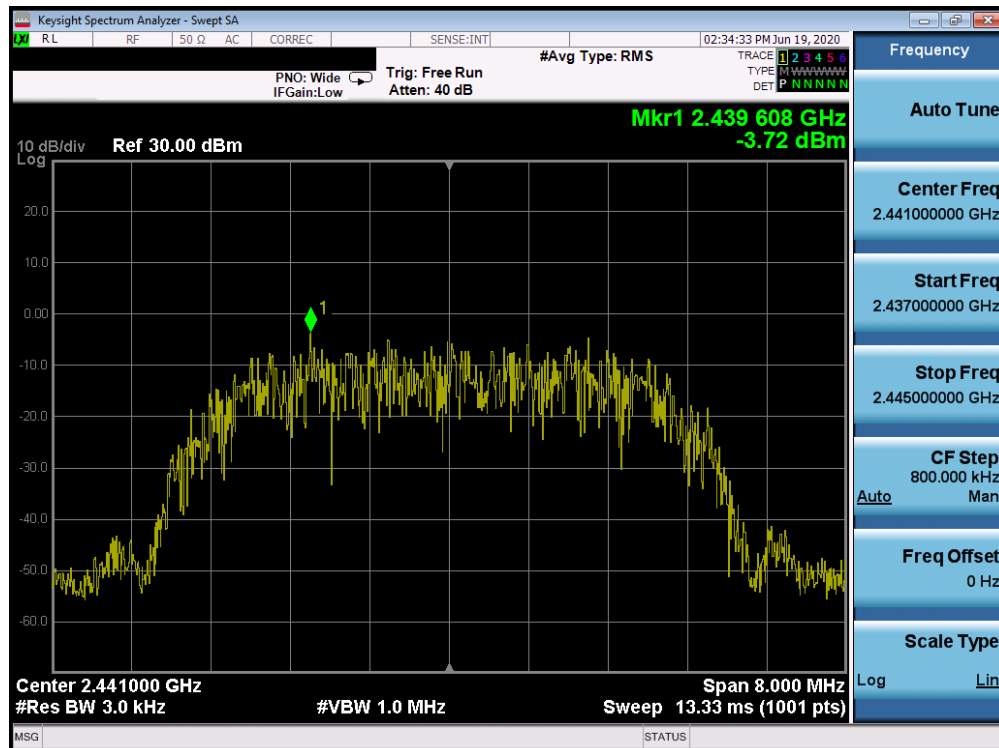 Keysight Spectrum Analyzer - Swept SA
LXI RL RF 50 Ω AC CORREC SENSE:INT 02:34:33 PM Jun 19, 2020
#Avg Type: RMS TRACE 1 2 3 4 5 6
PNO: Wide Trig: Free Run TYPE M WWWWW
IFGain:Low Atten: 40 dB DET P N N N N N
Mkr1 2.439 608 GHz
-3.72 dBm
10 dB/div Ref 30.00 dBm
Log
20.0
10.0
0.00
-10.0
-20.0
-30.0
-40.0
-50.0
-60.0
1
Center 2.441000 GHz Span 8.000 MHz
#Res BW 3.0 kHz #VBW 1.0 MHz Sweep 13.33 ms (1001 pts)
MSG STATUS
Frequency
Auto Tune
Center Freq
2.441000000 GHz
Start Freq
2.437000000 GHz
Stop Freq
2.445000000 GHz
CF Step
800.000 kHz
Auto Man
Freq Offset
0 Hz
Scale Type
Log Lin